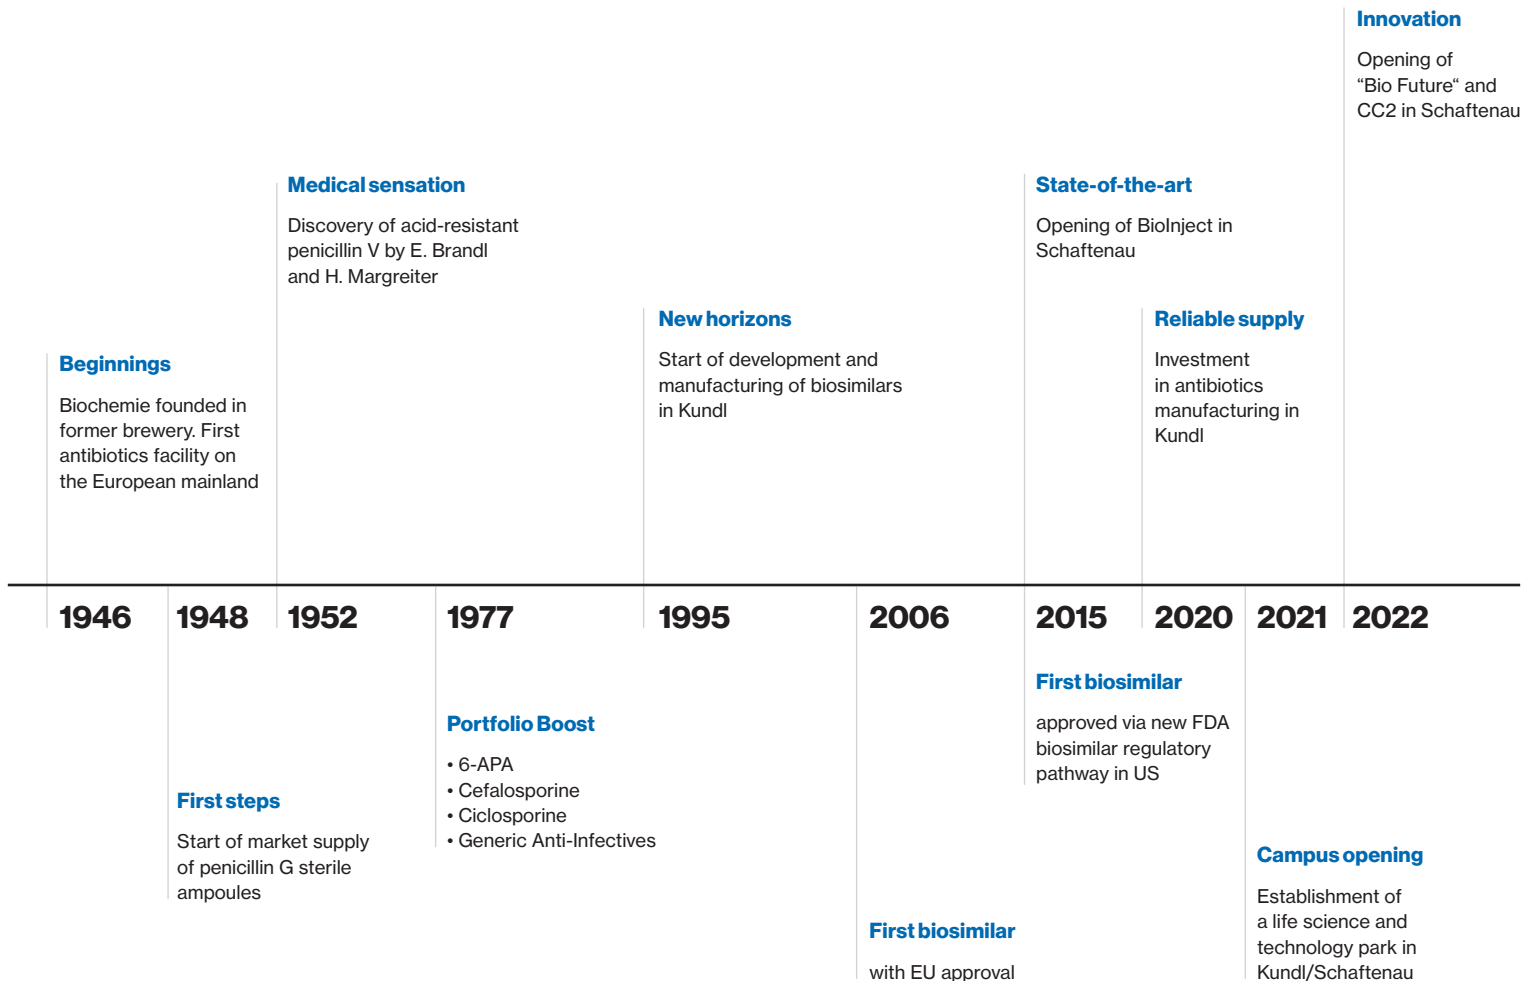 Innovation
Opening of
“Bio Future“ and
CC2 in Schaftenau
Medical sensation
Discovery of acid-resistant
penicillin V by E. Brandl
and H. Margreiter
State-of-the-art
Opening of BioInject in
Schaftenau
New horizons
Start of development and
manufacturing of biosimilars
in Kundl
Reliable supply
Investment
in antibiotics
manufacturing in
Kundl
Beginnings
Biochemie founded in
former brewery. First
antibiotics facility on
the European mainland
1946 1948 1952 1977 1995 2006 2015 2020 2021 2022
First biosimilar
approved via new FDA
biosimilar regulatory
pathway in US
Portfolio Boost
• 6-APA
• Cefalosporine
• Ciclosporine
• Generic Anti-Infectives
First steps
Start of market supply
of penicillin G sterile
ampoules
Campus opening
Establishment of
a life science and
technology park in
Kundl/Schaftenau
First biosimilar
with EU approval